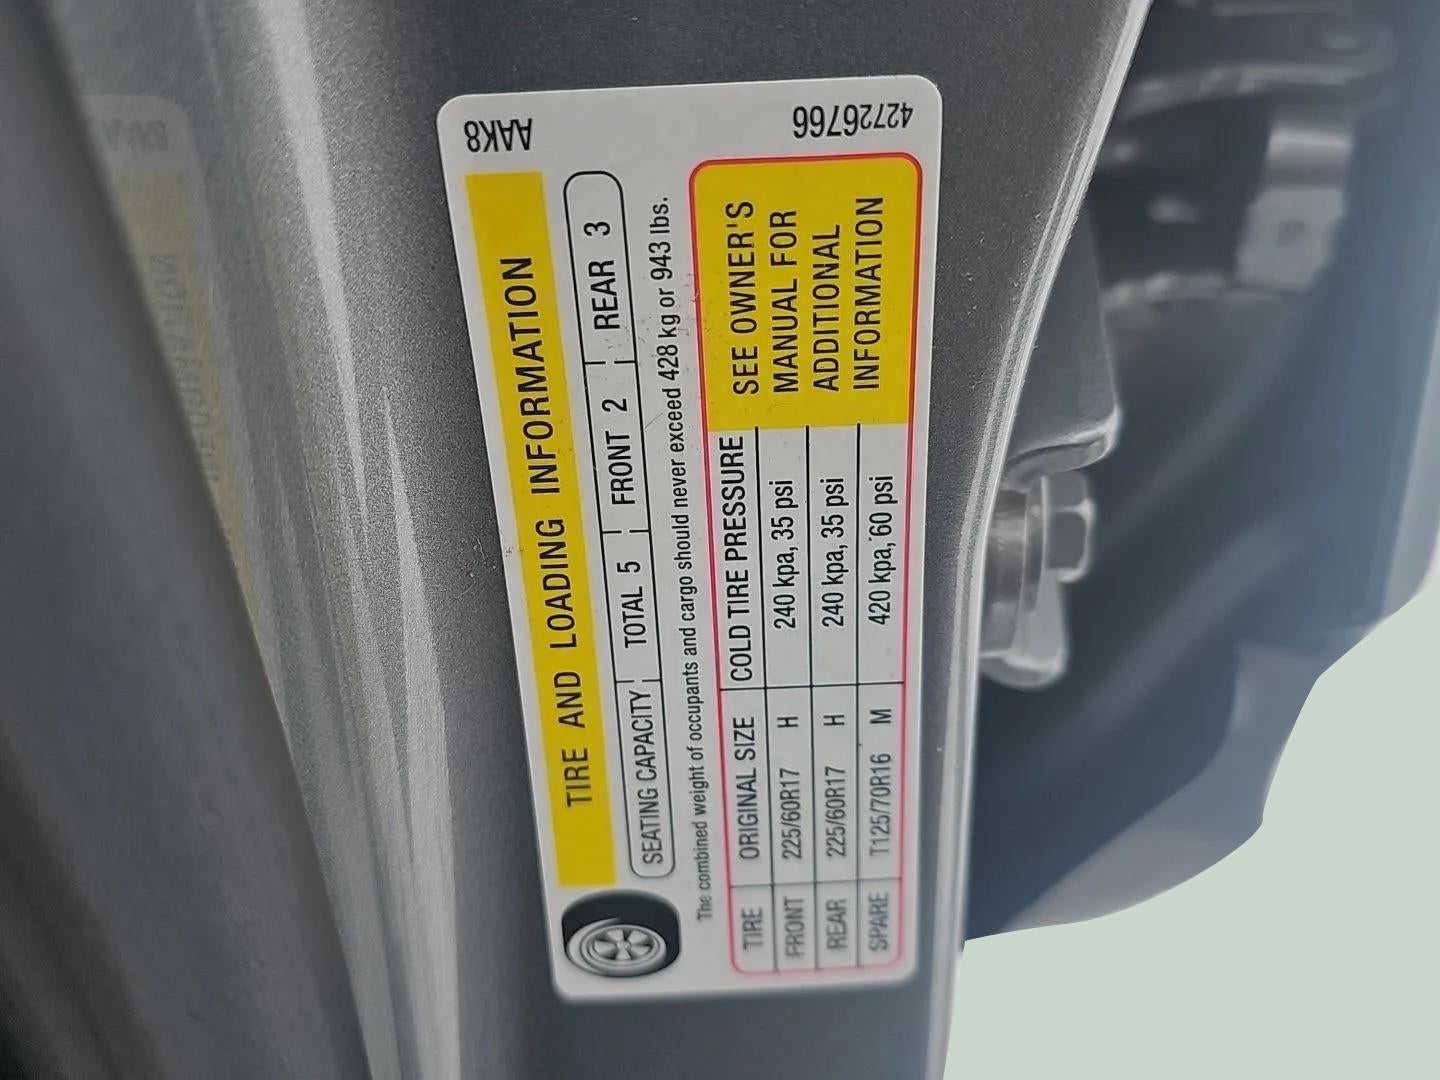 AAK8
42726766
TIRE AND LOADING INFORMATION
SEATING CAPACITY TOTAL 5 FRONT 2 REAR 3
The combined weight of occupants and cargo should never exceed 428 kg or 943 lbs.
TIRE ORIGINAL SIZE COLD TIRE PRESSURE
FRONT 225/60R17 H 240 kpa, 35 psi
REAR 225/60R17 H 240 kpa, 35 psi
SPARE T125/70R16 M 420 kpa, 60 psi
SEE OWNER'S
MANUAL FOR
ADDITIONAL
INFORMATION